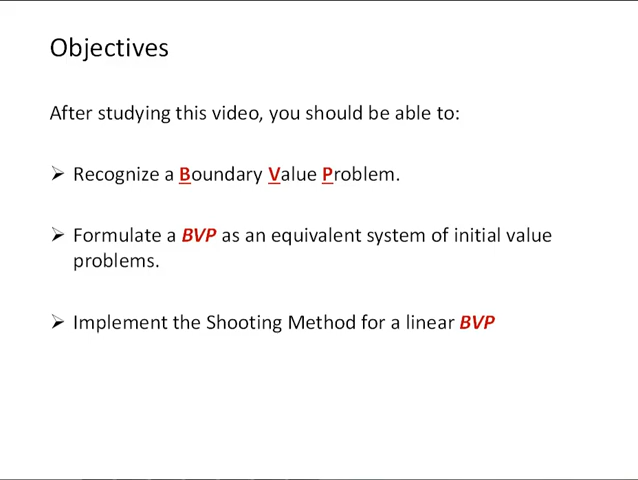 Objectives
After studying this video, you should be able to:
➢ Recognize a Boundary Value Problem.
➢ Formulate a BVP as an equivalent system of initial value
problems.
➢ Implement the Shooting Method for a linear BVP